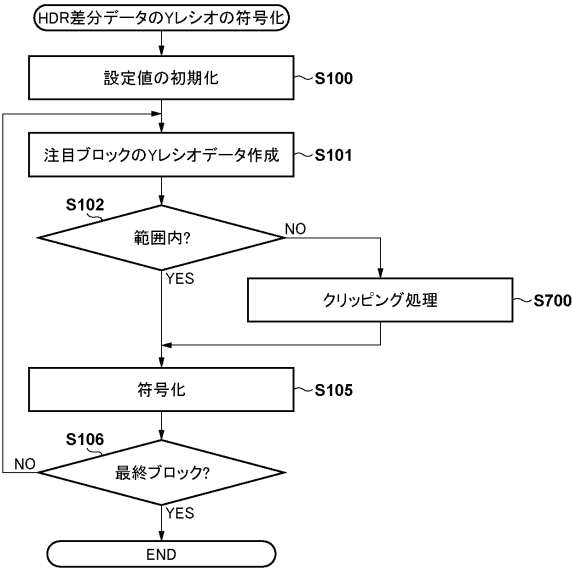 HDR差分データのYレシオの符号化
設定値の初期化
S100
注目ブロックのYレシオデータ作成
S101
S102
範囲内?
NO
YES
クリッピング処理
S700
符号化
S105
S106
最終ブロック?
NO
YES
END